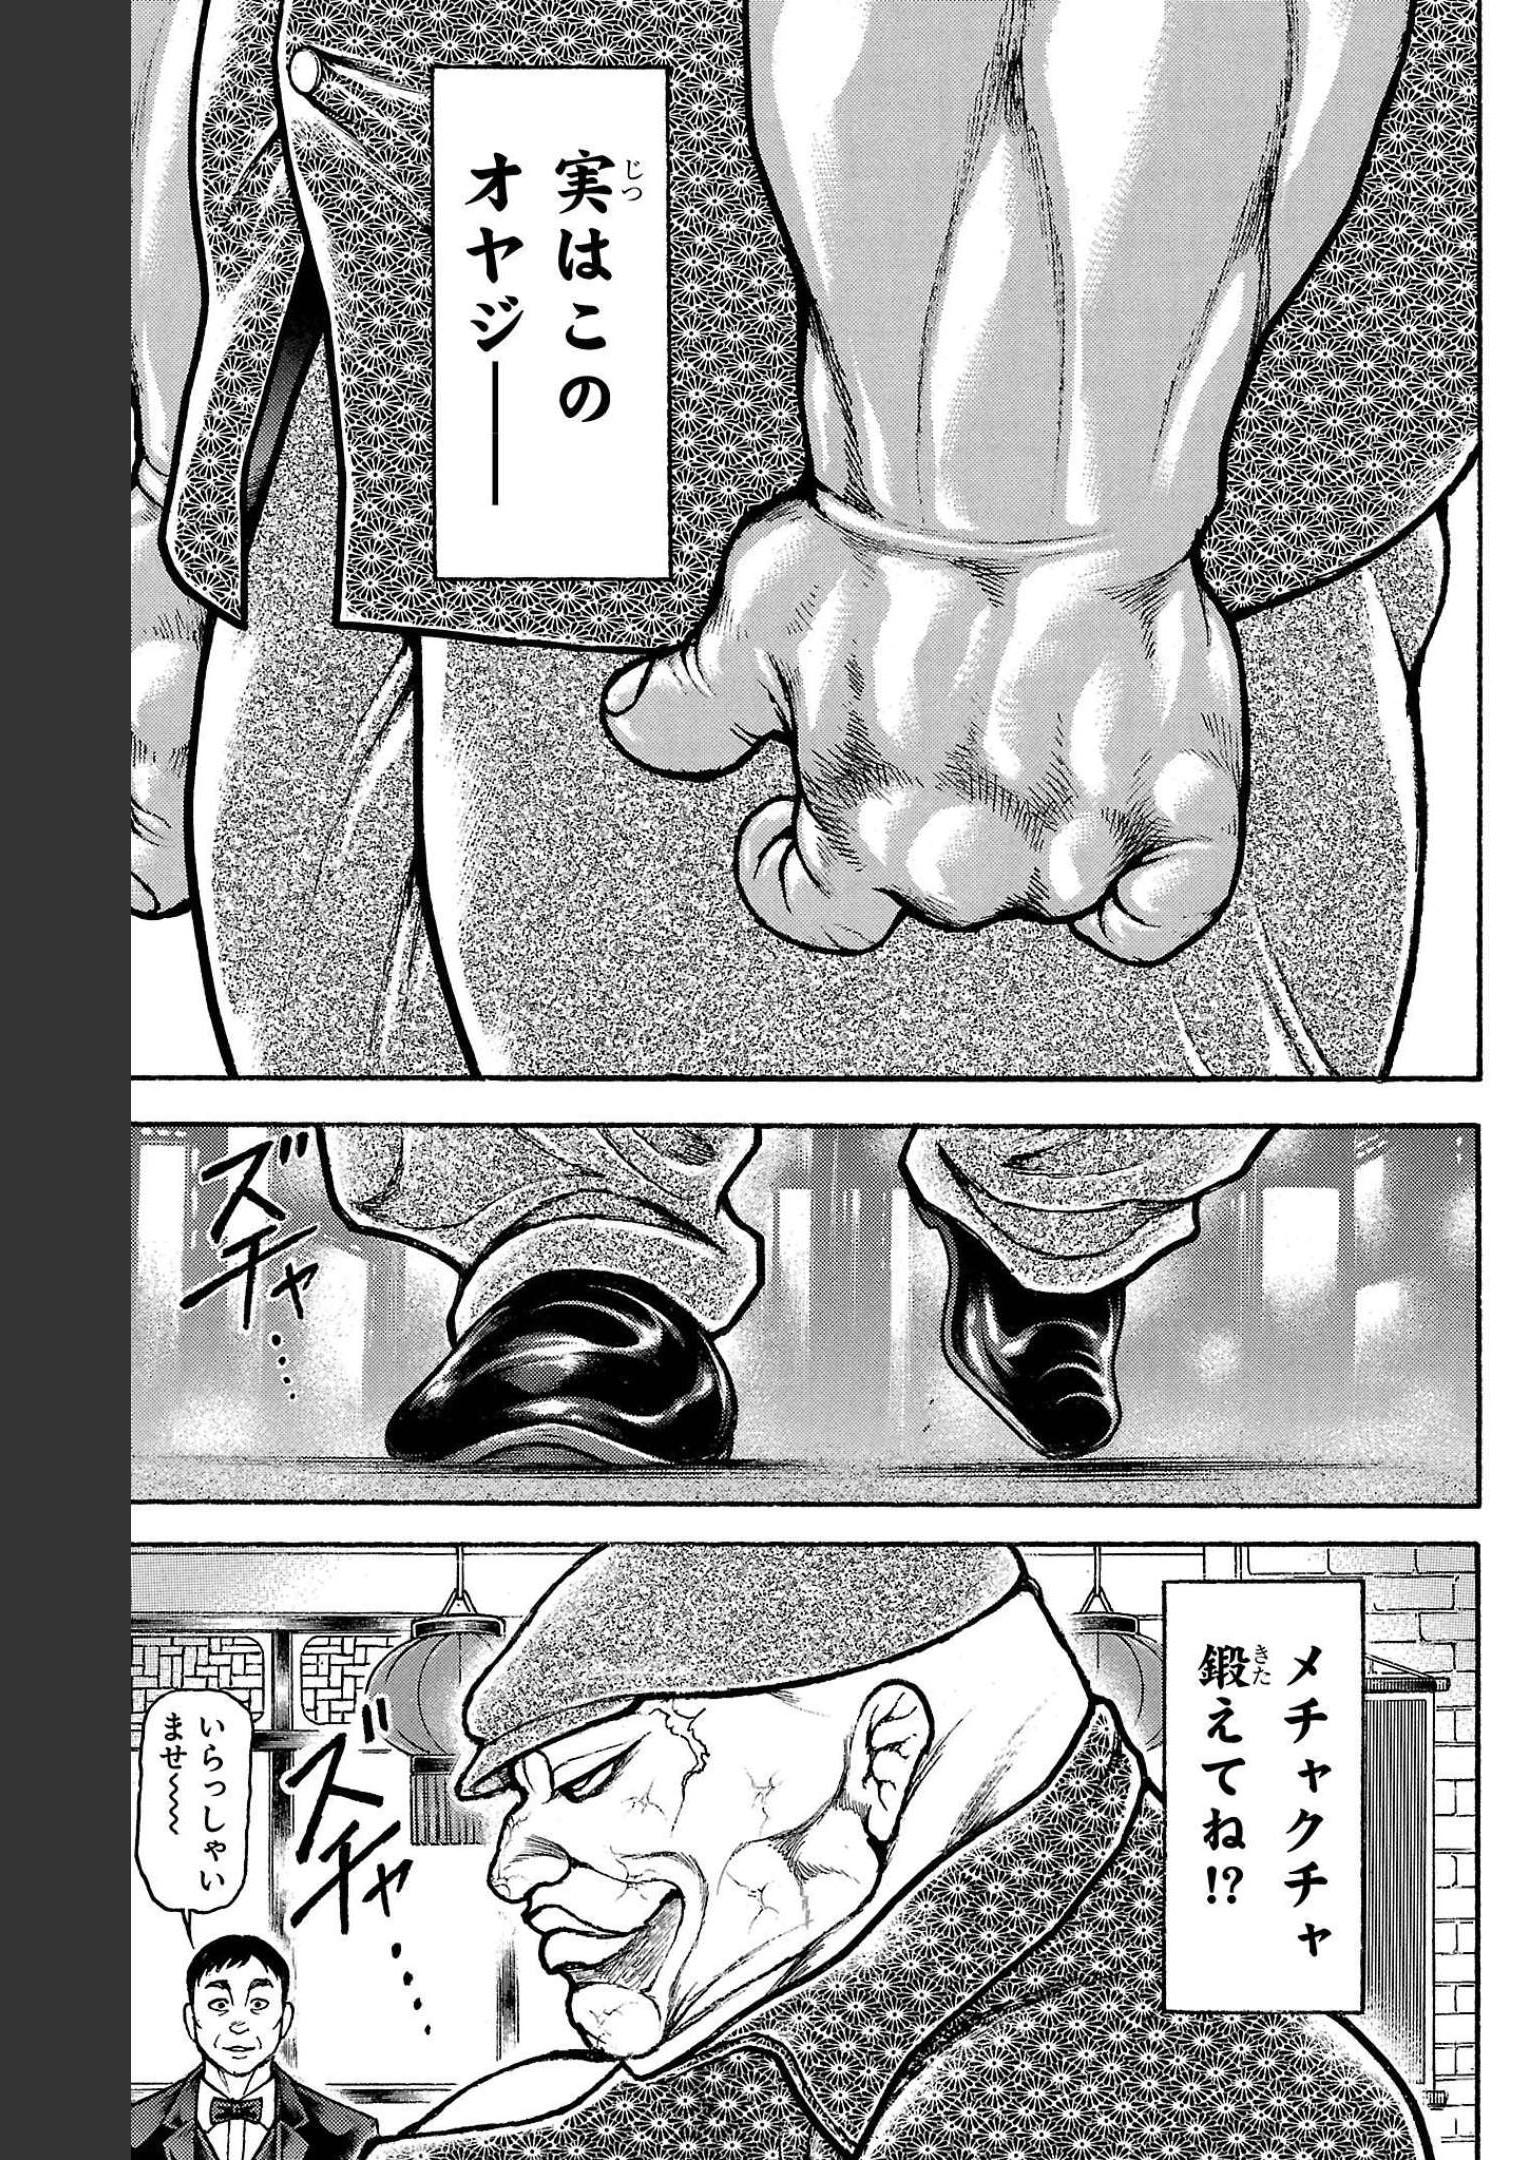 実はこの
オヤジ――
ズチャ…
メチャクチャ
鍛えてね!?
ズチャ…
いらっしゃい
ませ~~~